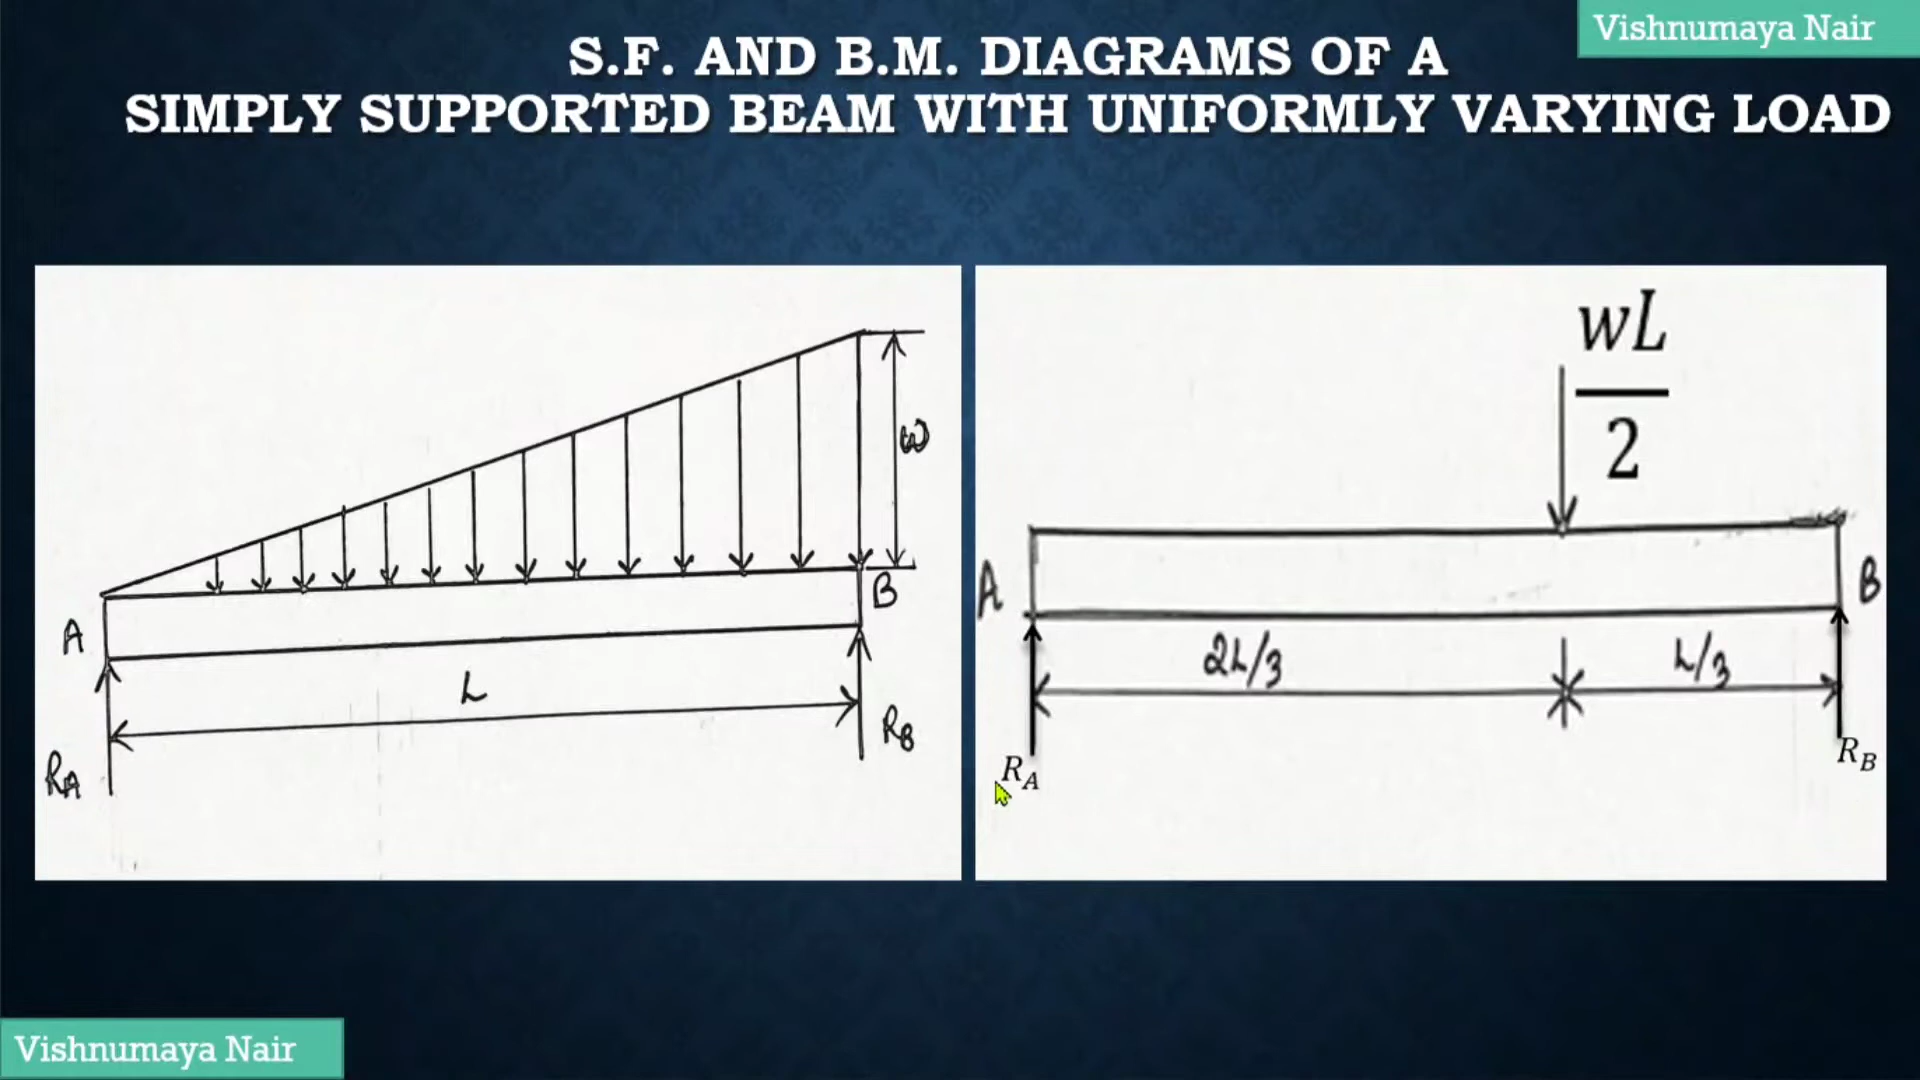 Vishnumaya Nair
S.F. AND B.M. DIAGRAMS OF A
SIMPLY SUPPORTED BEAM WITH UNIFORMLY VARYING LOAD
ω
A
B
L
RA
RB
wL
2
A
B
2L/3
L/3
RA
RB
Vishnumaya Nair